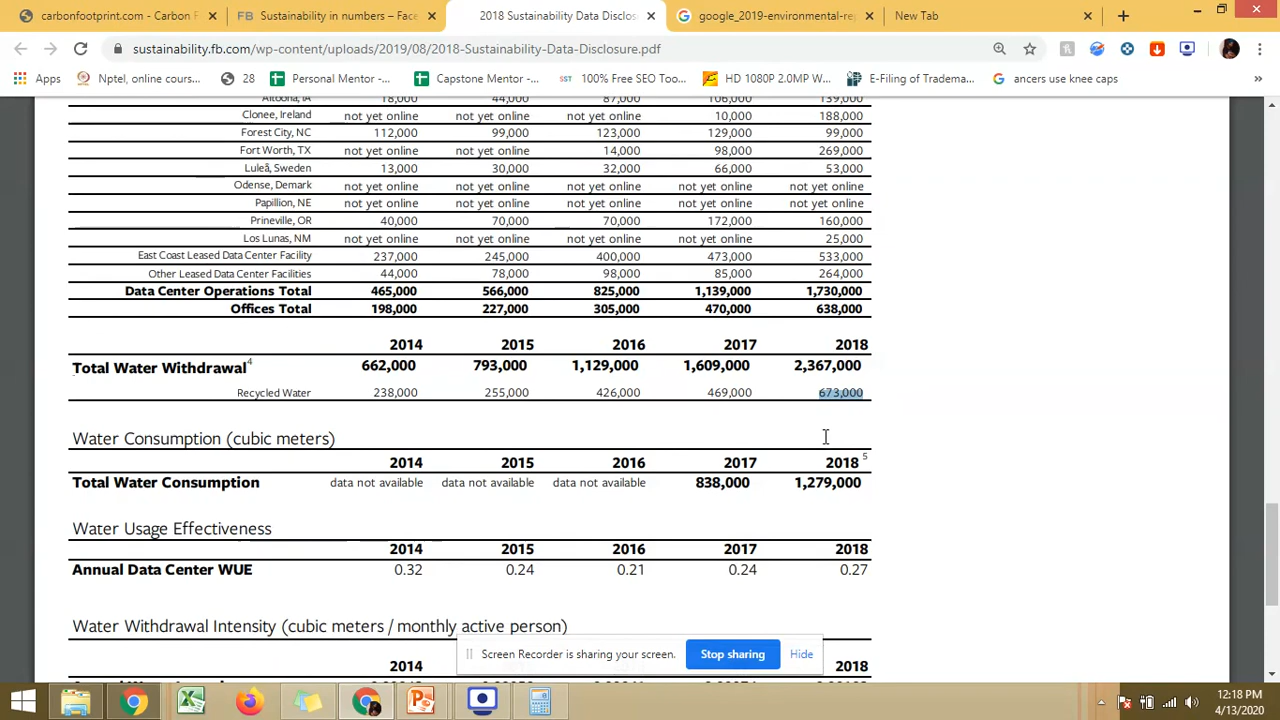 carbonfootprint.com - Carbon F
FB Sustainability in numbers – Face
2018 Sustainability Data Disclos
google_2019-environmental-rep
New Tab
sustainability.fb.com/wp-content/uploads/2019/08/2018-Sustainability-Data-Disclosure.pdf
Apps
Nptel, online cours...
28
Personal Mentor -...
Capstone Mentor -...
SST 100% Free SEO Too...
HD 1080P 2.0MP W...
E-Filing of Tradema...
ancers use knee caps
»
Altoona, IA 18,000 44,000 87,000 106,000 139,000
Clonee, Ireland not yet online not yet online not yet online 10,000 188,000
Forest City, NC 112,000 99,000 123,000 129,000 99,000
Fort Worth, TX not yet online not yet online 14,000 98,000 269,000
Luleå, Sweden 13,000 30,000 32,000 66,000 53,000
Odense, Demark not yet online not yet online not yet online not yet online not yet online
Papillion, NE not yet online not yet online not yet online not yet online not yet online
Prineville, OR 40,000 70,000 70,000 172,000 160,000
Los Lunas, NM not yet online not yet online not yet online not yet online 25,000
East Coast Leased Data Center Facility 237,000 245,000 400,000 473,000 533,000
Other Leased Data Center Facilities 44,000 78,000 98,000 85,000 264,000
Data Center Operations Total 465,000 566,000 825,000 1,139,000 1,730,000
Offices Total 198,000 227,000 305,000 470,000 638,000
2014 2015 2016 2017 2018
Total Water Withdrawal4 662,000 793,000 1,129,000 1,609,000 2,367,000
Recycled Water 238,000 255,000 426,000 469,000 673,000
Water Consumption (cubic meters)
2014 2015 2016 2017 2018 5
Total Water Consumption data not available data not available data not available 838,000 1,279,000
Water Usage Effectiveness
2014 2015 2016 2017 2018
Annual Data Center WUE 0.32 0.24 0.21 0.24 0.27
Water Withdrawal Intensity (cubic meters / monthly active person)
Screen Recorder is sharing your screen. Stop sharing Hide
2014 2018
12:18 PM
4/13/2020